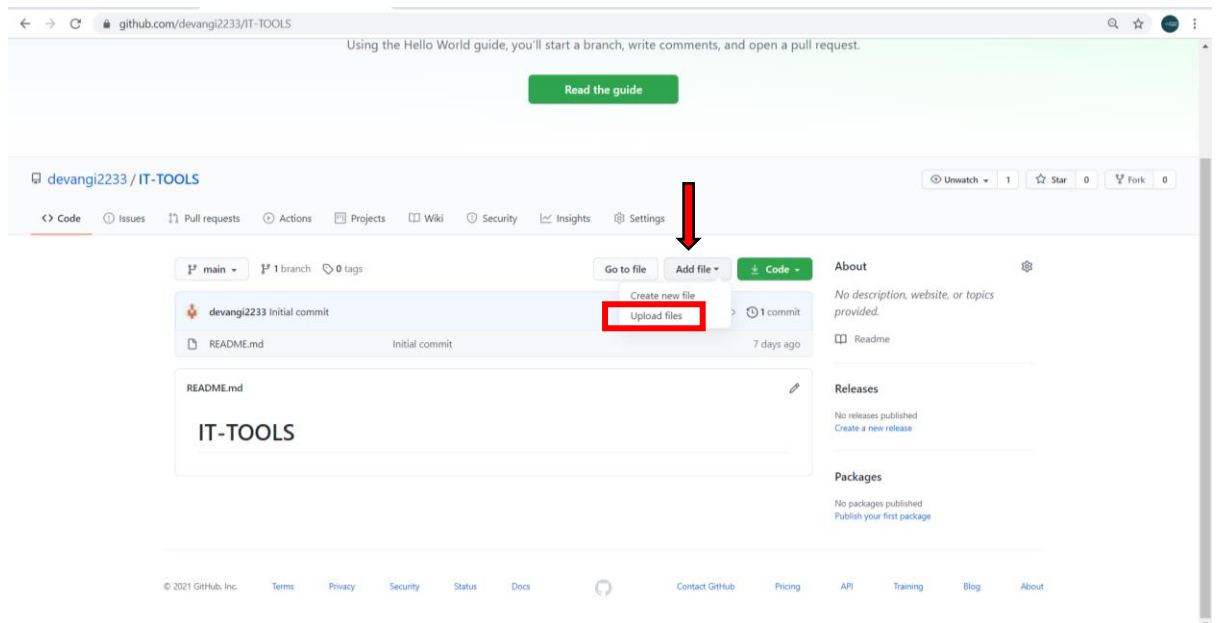 github.com/devangi2233/IT-TOOLS
Using the Hello World guide, you'll start a branch, write comments, and open a pull request.
Read the guide
devangi2233 / IT-TOOLS
Unwatch 1 Star 0 Fork 0
<> Code Issues Pull requests Actions Projects Wiki Security Insights Settings
main 1 branch 0 tags
Go to file Add file Code
Create new file
Upload files
devangi2233 Initial commit
1 commit
README.md Initial commit 7 days ago
README.md
IT-TOOLS
About
No description, website, or topics
provided.
Readme
Releases
No releases published
Create a new release
Packages
No packages published
Publish your first package
© 2021 GitHub, Inc. Terms Privacy Security Status Docs Contact GitHub Pricing API Training Blog About